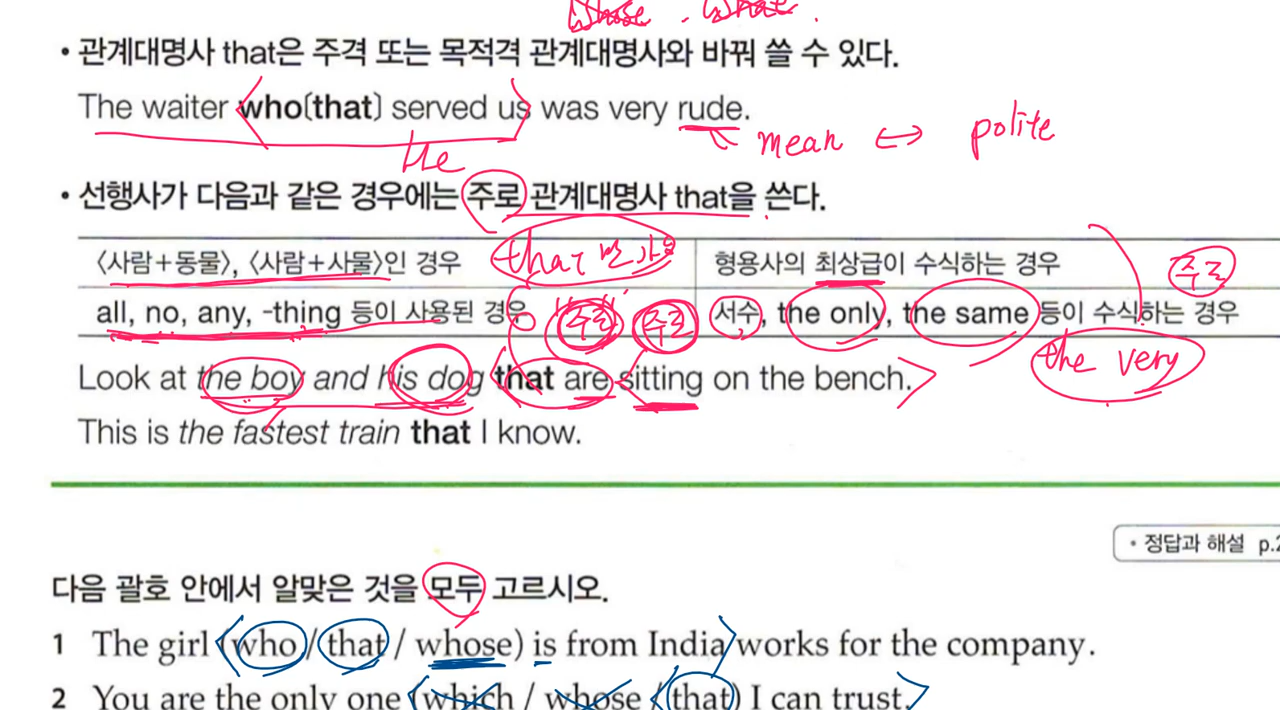 whose , what .
• 관계대명사 that은 주격 또는 목적격 관계대명사와 바꿔 쓸 수 있다.
The waiter who(that) served us was very rude.
mean ↔ polite
the
• 선행사가 다음과 같은 경우에는 주로 관계대명사 that을 쓴다.
〈사람+동물〉, 〈사람+사물〉인 경우 that 만 가능 형용사의 최상급이 수식하는 경우 주로
all, no, any, -thing 등이 사용된 경우 주로 주로 서수, the only, the same 등이 수식하는 경우
the very
Look at the boy and his dog that are sitting on the bench.
This is the fastest train that I know.
• 정답과 해설 p.2
다음 괄호 안에서 알맞은 것을 모두 고르시오.
1 The girl (who / that / whose) is from India works for the company.
2 You are the only one (which / whose / that) I can trust.